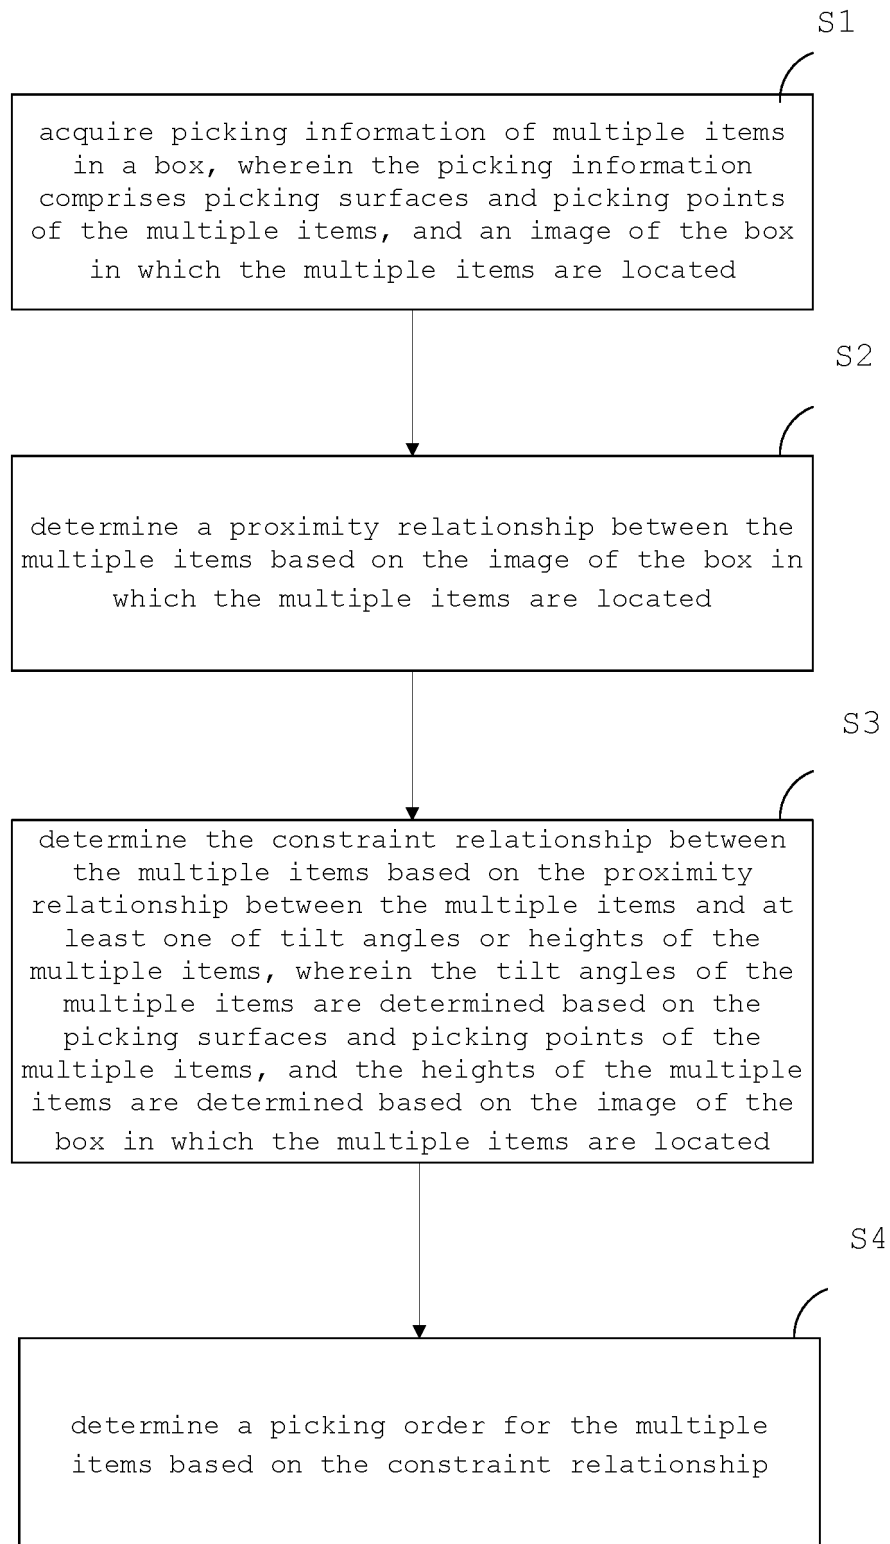 S1
acquire picking information of multiple items
in a box, wherein the picking information
comprises picking surfaces and picking points
of the multiple items, and an image of the box
in which the multiple items are located
S2
determine a proximity relationship between the
multiple items based on the image of the box in
which the multiple items are located
S3
determine the constraint relationship between
the multiple items based on the proximity
relationship between the multiple items and at
least one of tilt angles or heights of the
multiple items, wherein the tilt angles of the
multiple items are determined based on the
picking surfaces and picking points of the
multiple items, and the heights of the multiple
items are determined based on the image of the
box in which the multiple items are located
S4
determine a picking order for the multiple
items based on the constraint relationship